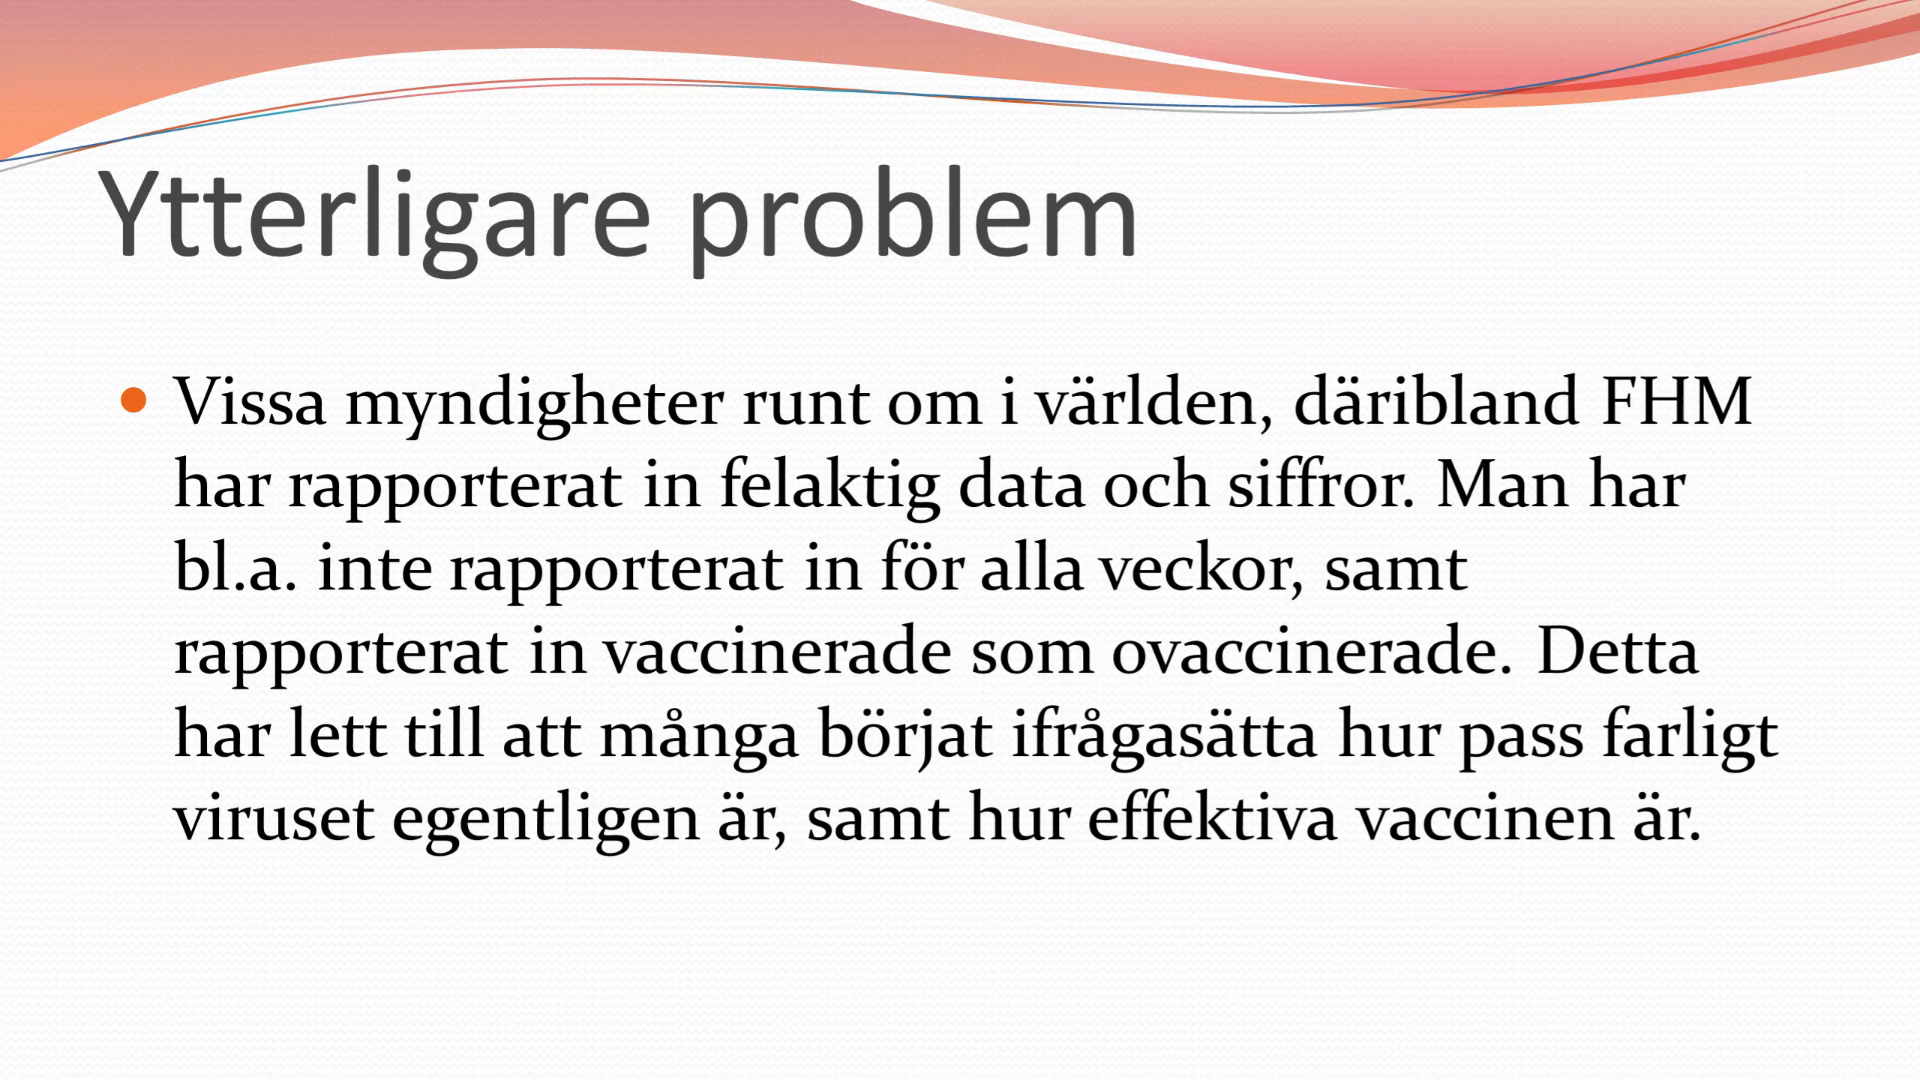 Ytterligare problem
Vissa myndigheter runt om i världen, däribland FHM
har rapporterat in felaktig data och siffror. Man har
bl.a. inte rapporterat in för alla veckor, samt
rapporterat in vaccinerade som ovaccinerade. Detta
har lett till att många börjat ifrågasätta hur pass farligt
viruset egentligen är, samt hur effektiva vaccinen är.